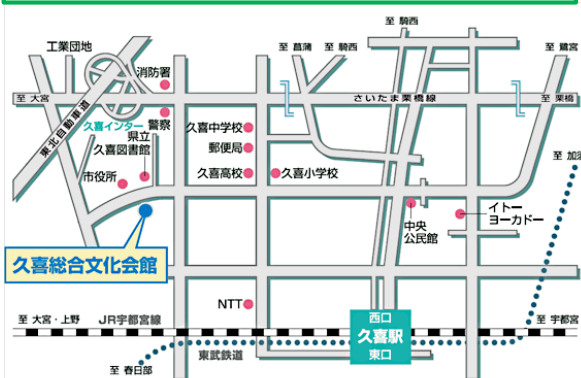 至 騎西
工業団地
至 菖蒲
至 騎西
至 鷺宮
消防署
至 大宮
さいたま栗橋線
至 栗橋
東北自動車道
久喜インター
警察
久喜中学校
県立
久喜図書館
郵便局
至 加須
市役所
久喜高校
久喜小学校
中央
公民館
イトー
ヨーカドー
久喜総合文化会館
NTT
西口
久喜駅
東口
至 大宮・上野
JR宇都宮線
至 宇都宮
東武鉄道
至 春日部